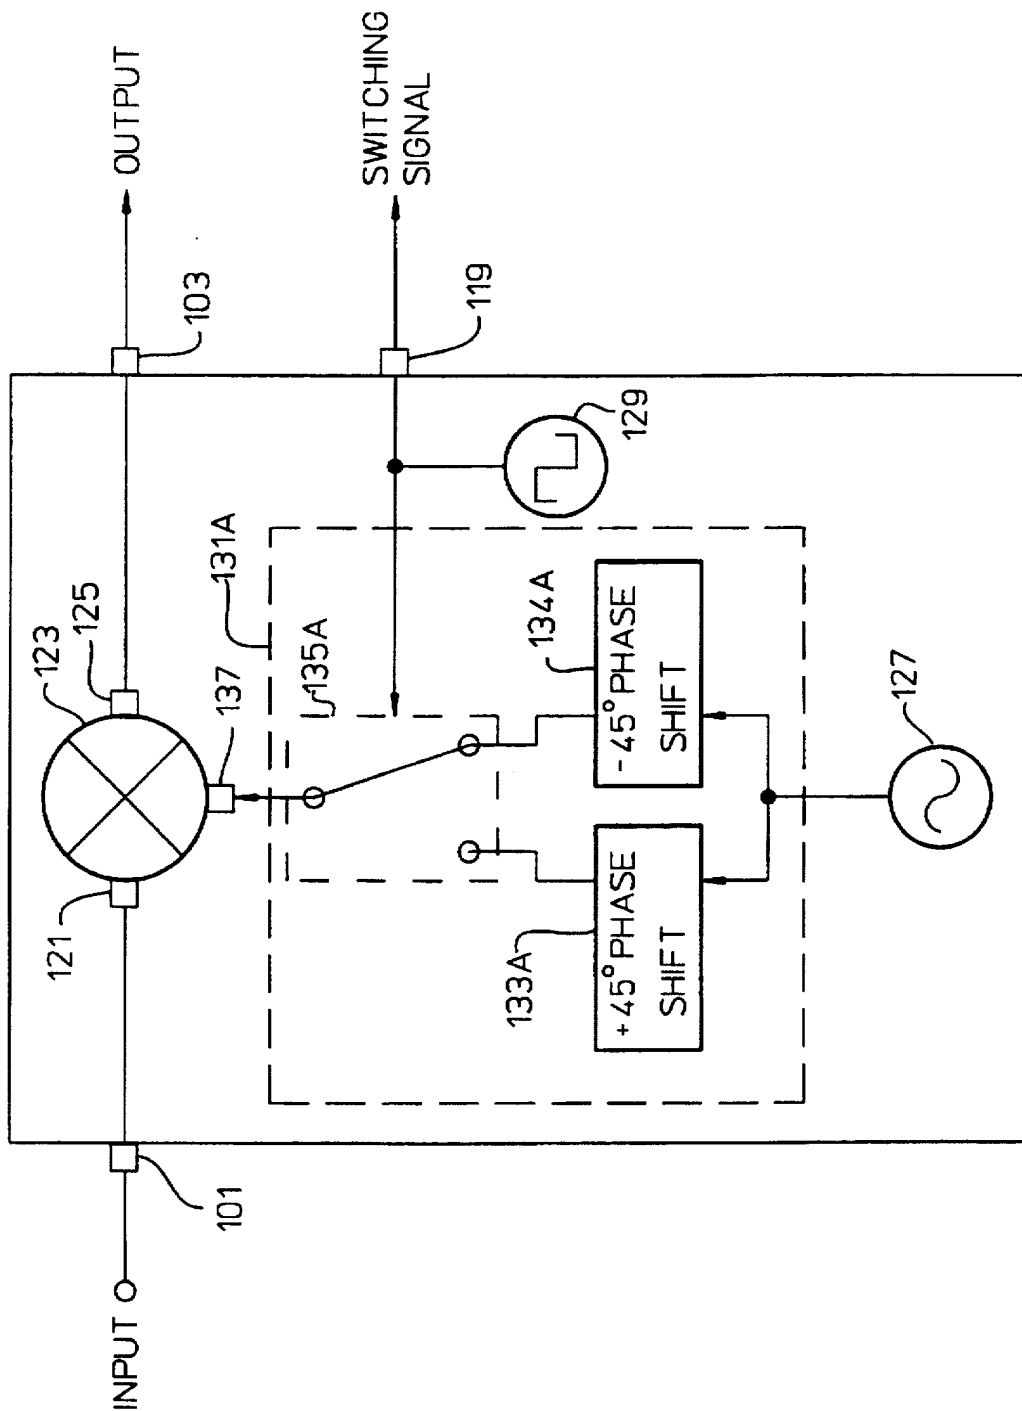 INPUT
101
121
123
125
137
103
OUTPUT
SWITCHING
SIGNAL
119
129
131A
135A
133A
+45° PHASE
SHIFT
134A
-45° PHASE
SHIFT
127